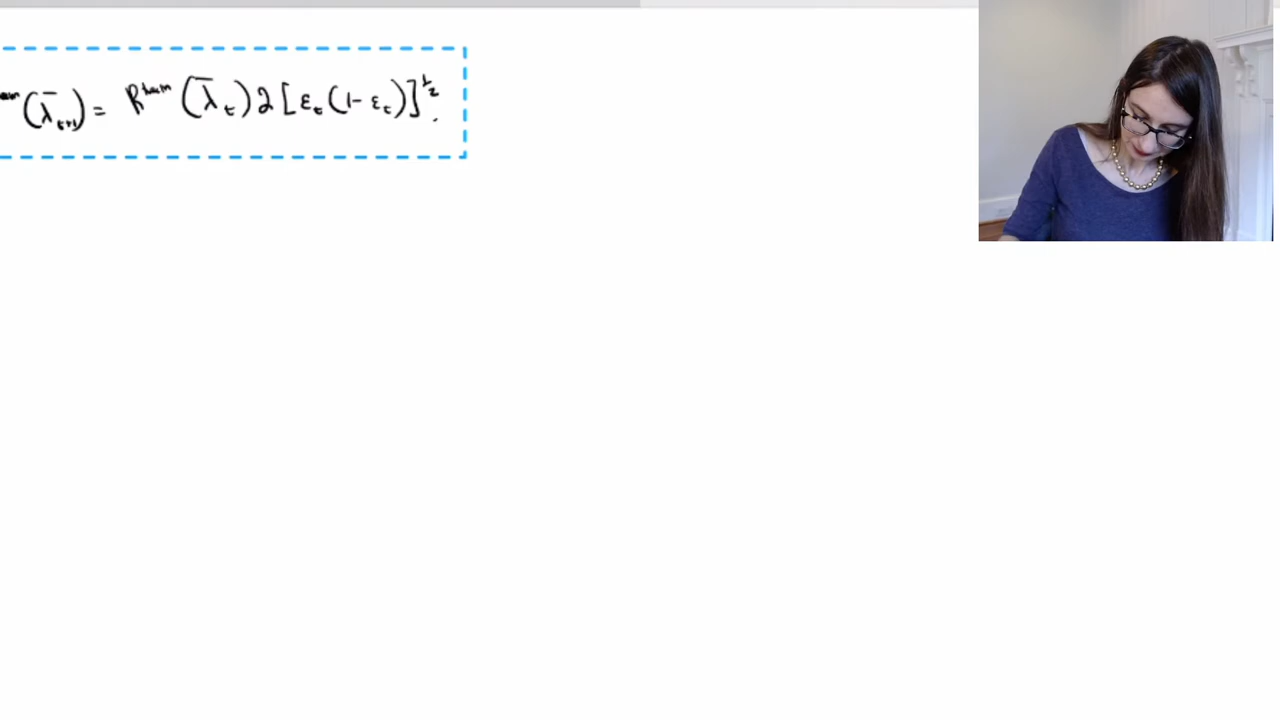 (λ̄_{t+1}) = R^{train} (λ̄_t) 2 [ε_t (1 - ε_t)]^{1/2}.